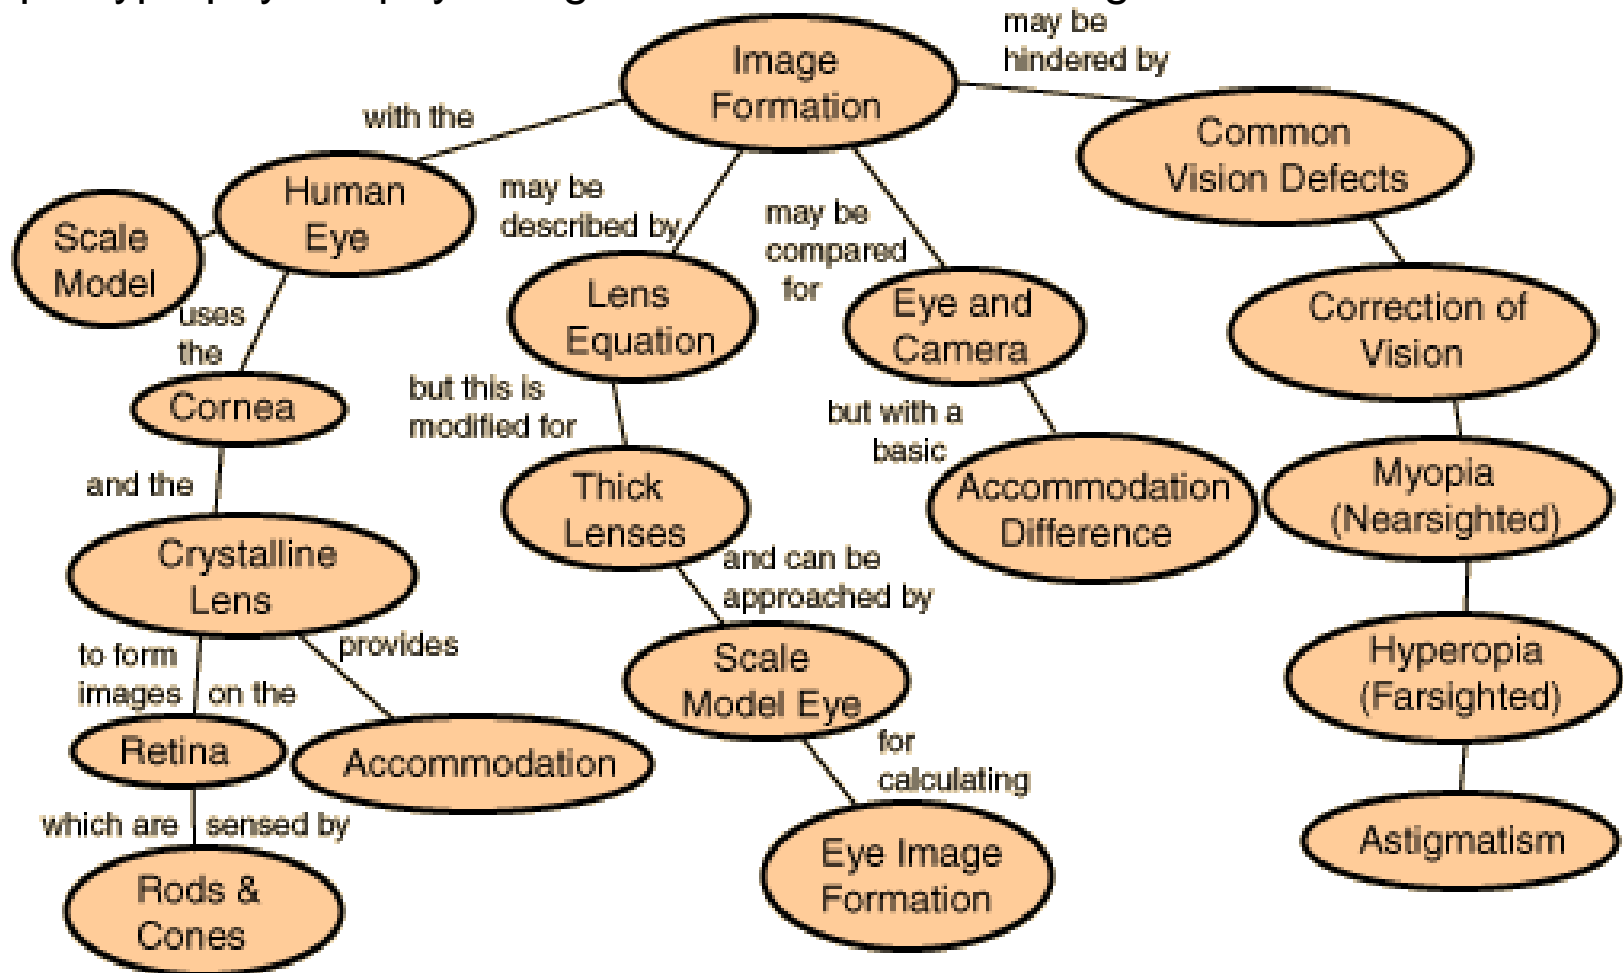 may be
hindered by
Image
Formation
with the
Common
Vision Defects
Human
Eye
may be
described by
may be
compared
for
Scale
Model
uses
the
Lens
Equation
Eye and
Camera
Correction of
Vision
Cornea
but this is
modified for
but with a
basic
and the
Thick
Lenses
Accommodation
Difference
Myopia
(Nearsighted)
Crystalline
Lens
and can be
approached by
to form
images on the
provides
Scale
Model Eye
Hyperopia
(Farsighted)
Retina
Accommodation
for
calculating
which are sensed by
Eye Image
Formation
Astigmatism
Rods &
Cones